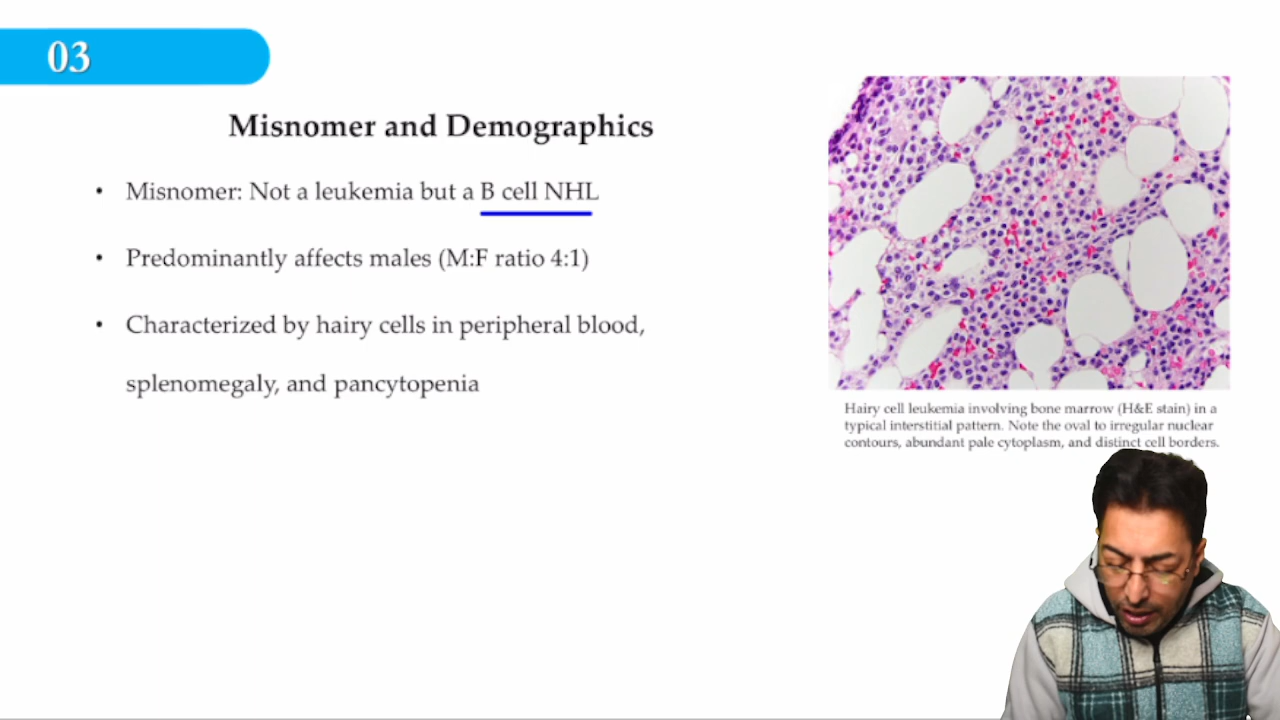 03
Misnomer and Demographics
• Misnomer: Not a leukemia but a B cell NHL
• Predominantly affects males (M:F ratio 4:1)
• Characterized by hairy cells in peripheral blood,
splenomegaly, and pancytopenia
Hairy cell leukemia involving bone marrow (H&E stain) in a
typical interstitial pattern. Note the oval to irregular nuclear
contours, abundant pale cytoplasm, and distinct cell borders.